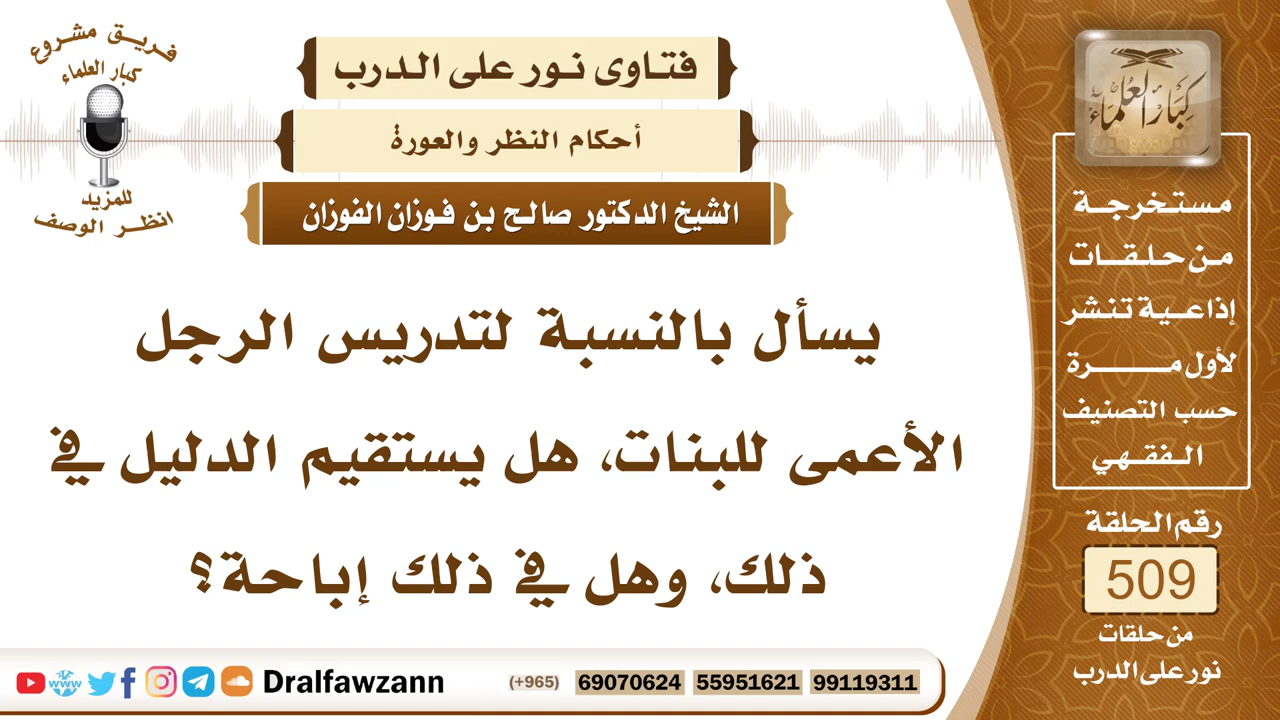 فريق مشروع
كبار العلماء
للمزيد
انظر الوصف
فتاوى نور على الدرب
أحكام النظر والعورة
الشيخ الدكتور صالح بن فوزان الفوزان
يسأل بالنسبة لتدريس الرجل
الأعمى للبنات، هل يستقيم الدليل في
ذلك، وهل في ذلك إباحة؟
كبار العلماء
مستخرجة
من حلقات
إذاعية تنشر
لأول مرة
حسب التصنيف
الفقهي
رقم الحلقة
509
من حلقات
نور على الدرب
www
Dralfawzann
(+965) 69070624 55951621 99119311